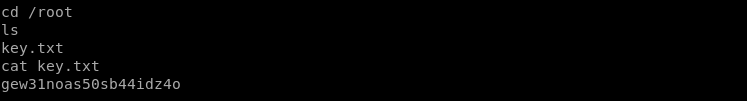 cd /root
ls
key.txt
cat key.txt
gew31noas50sb44idz4o